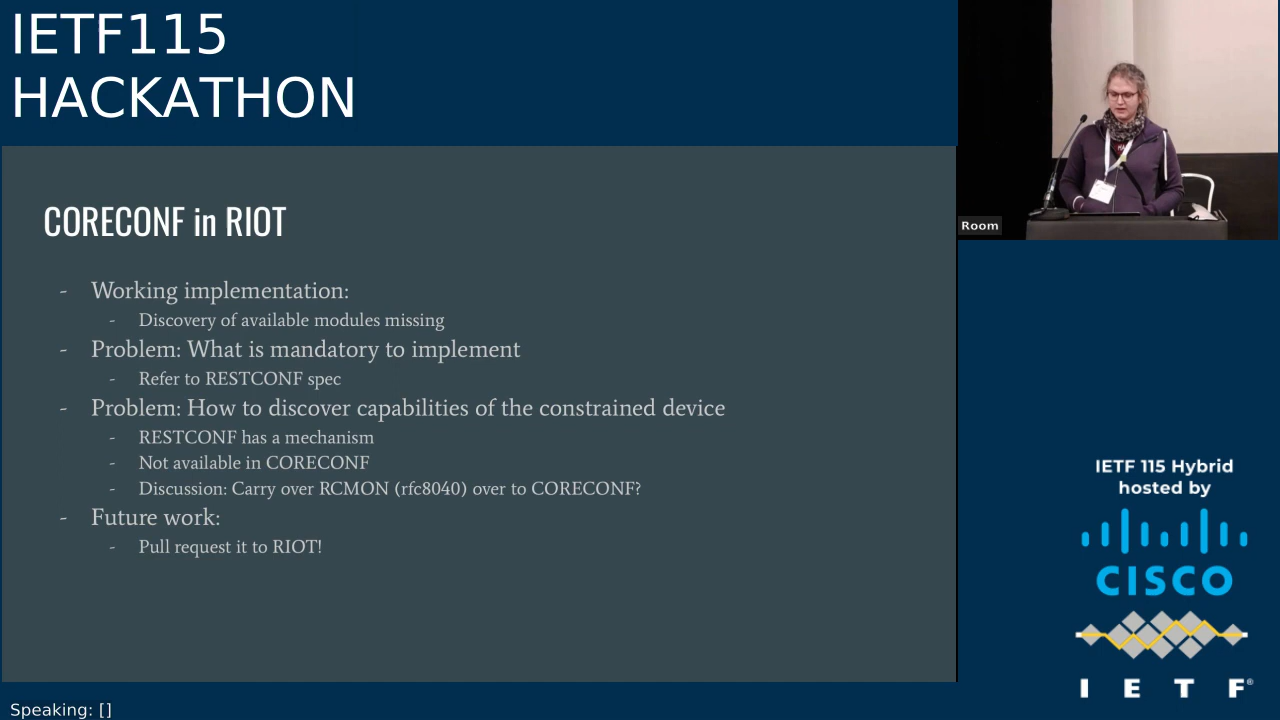 IETF115
HACKATHON
CORECONF in RIOT
- Working implementation:
- Discovery of available modules missing
- Problem: What is mandatory to implement
- Refer to RESTCONF spec
- Problem: How to discover capabilities of the constrained device
- RESTCONF has a mechanism
- Not available in CORECONF
- Discussion: Carry over RCMON (rfc8040) over to CORECONF?
- Future work:
- Pull request it to RIOT!
Room
IETF 115 Hybrid
hosted by
CISCO
I E T F®
Speaking: []